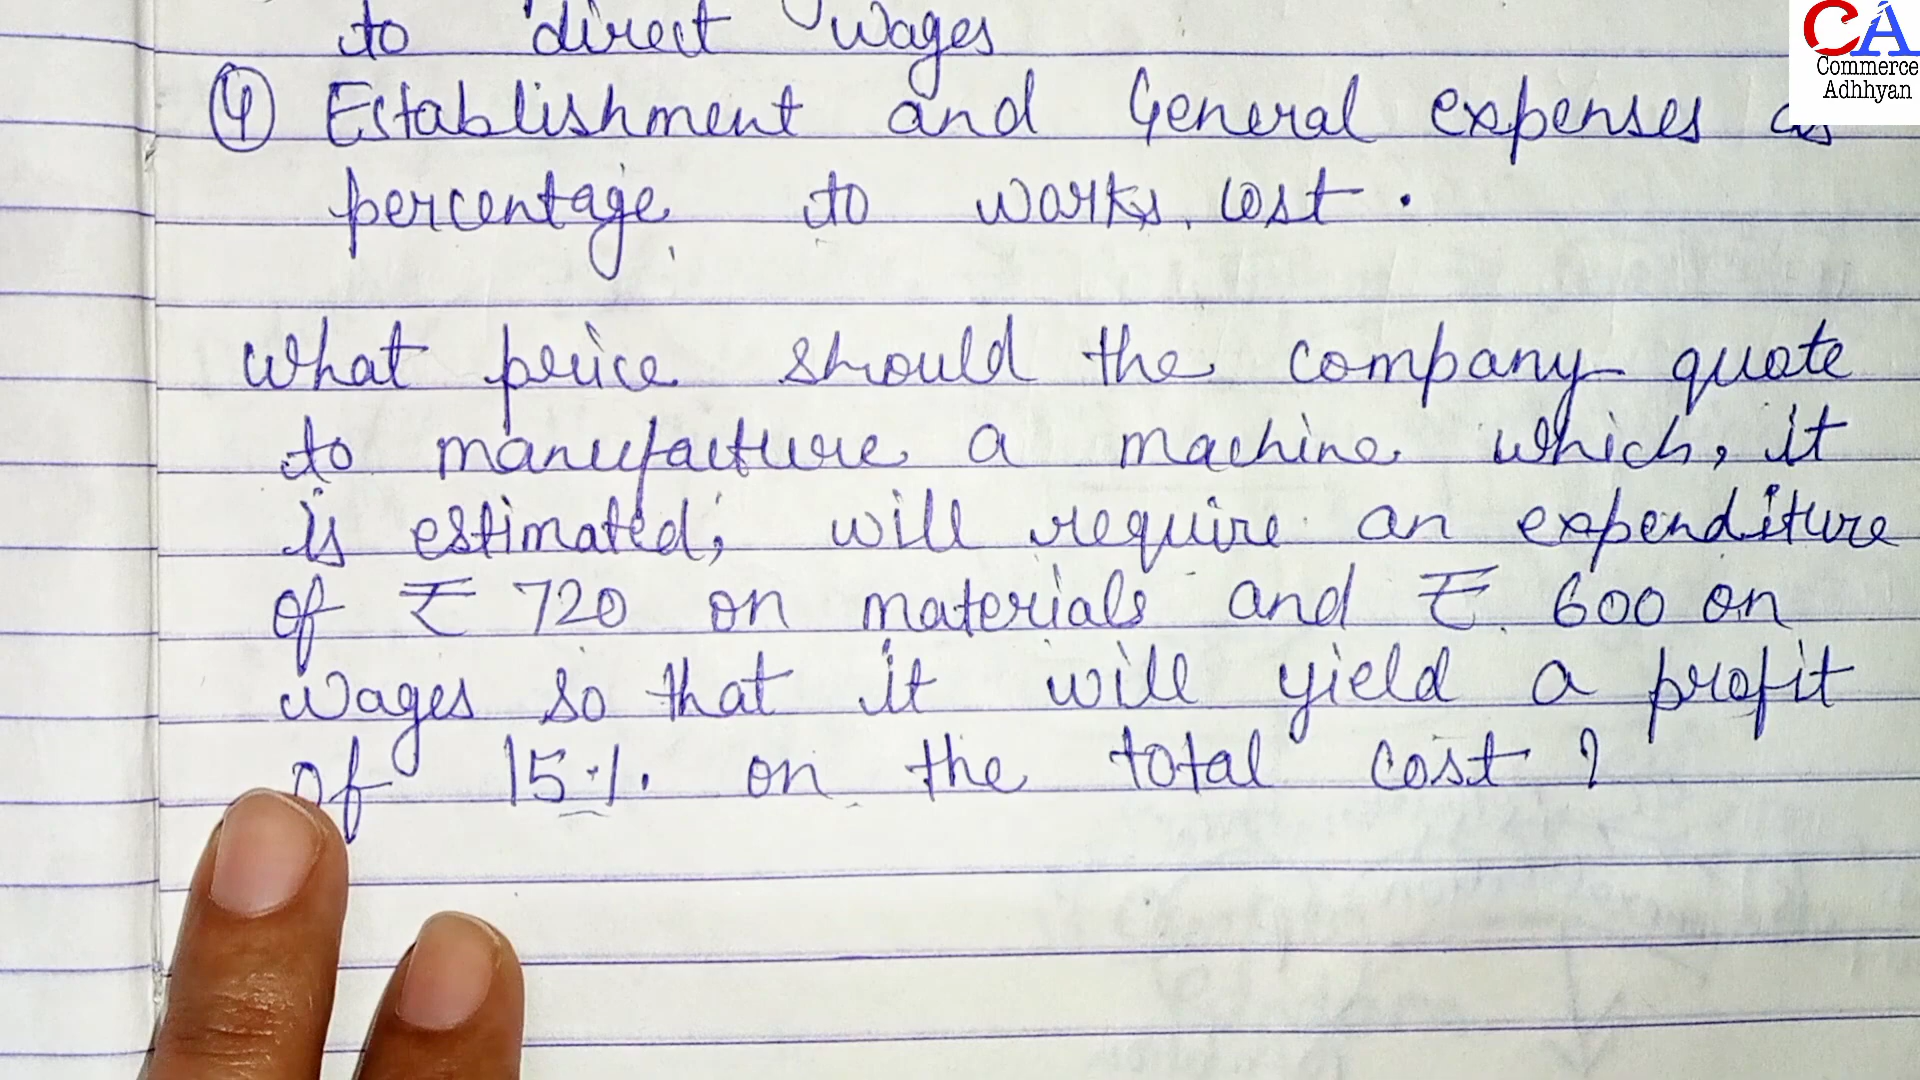 to direct wages
④ Establishment and General expenses as
percentage to works cost.
What price should the company quote
to manufacture a machine which, it
is estimated, will require an expenditure
of ₹ 720 on materials and ₹ 600 on
wages so that it will yield a profit
of 15% on the total cost?
CA
Commerce
Adhhyan